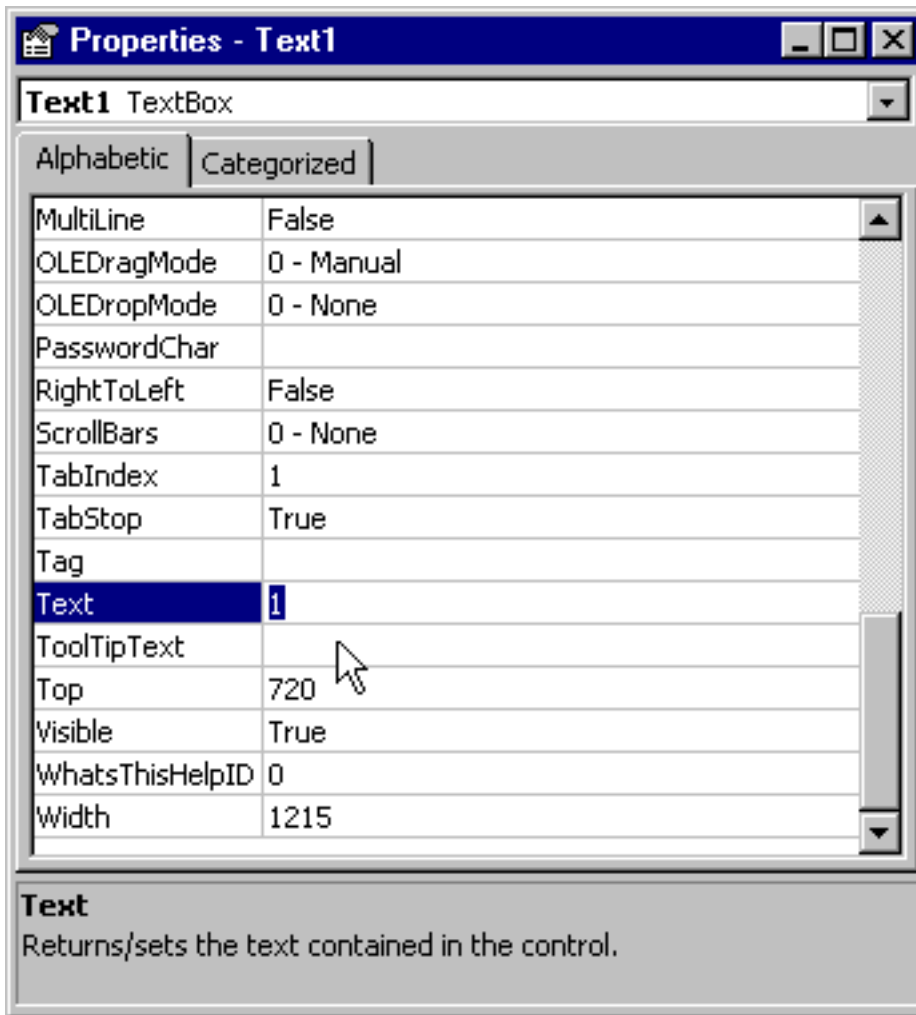 Properties - Text1
Text1 TextBox
Alphabetic Categorized
MultiLine False
OLEDragMode 0 - Manual
OLEDropMode 0 - None
PasswordChar
RightToLeft False
ScrollBars 0 - None
TabIndex 1
TabStop True
Tag
Text 1
ToolTipText
Top 720
Visible True
WhatsThisHelpID 0
Width 1215
Text
Returns/sets the text contained in the control.